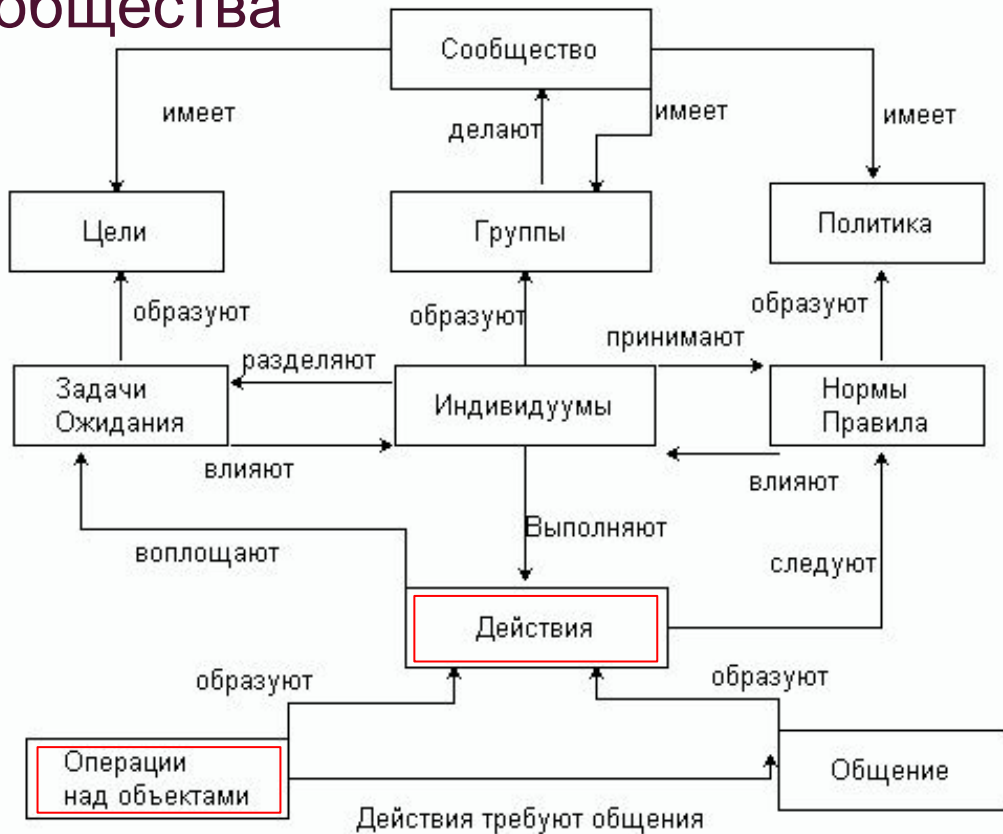 общества
Сообщество
имеет
делают
имеет
имеет
Цели
Группы
Политика
образуют
образуют
образуют
принимают
разделяют
Задачи
Ожидания
Индивидуумы
Нормы
Правила
влияют
влияют
Выполняют
воплощают
следуют
Действия
образуют
образуют
Операции
над объектами
Общение
Действия требуют общения